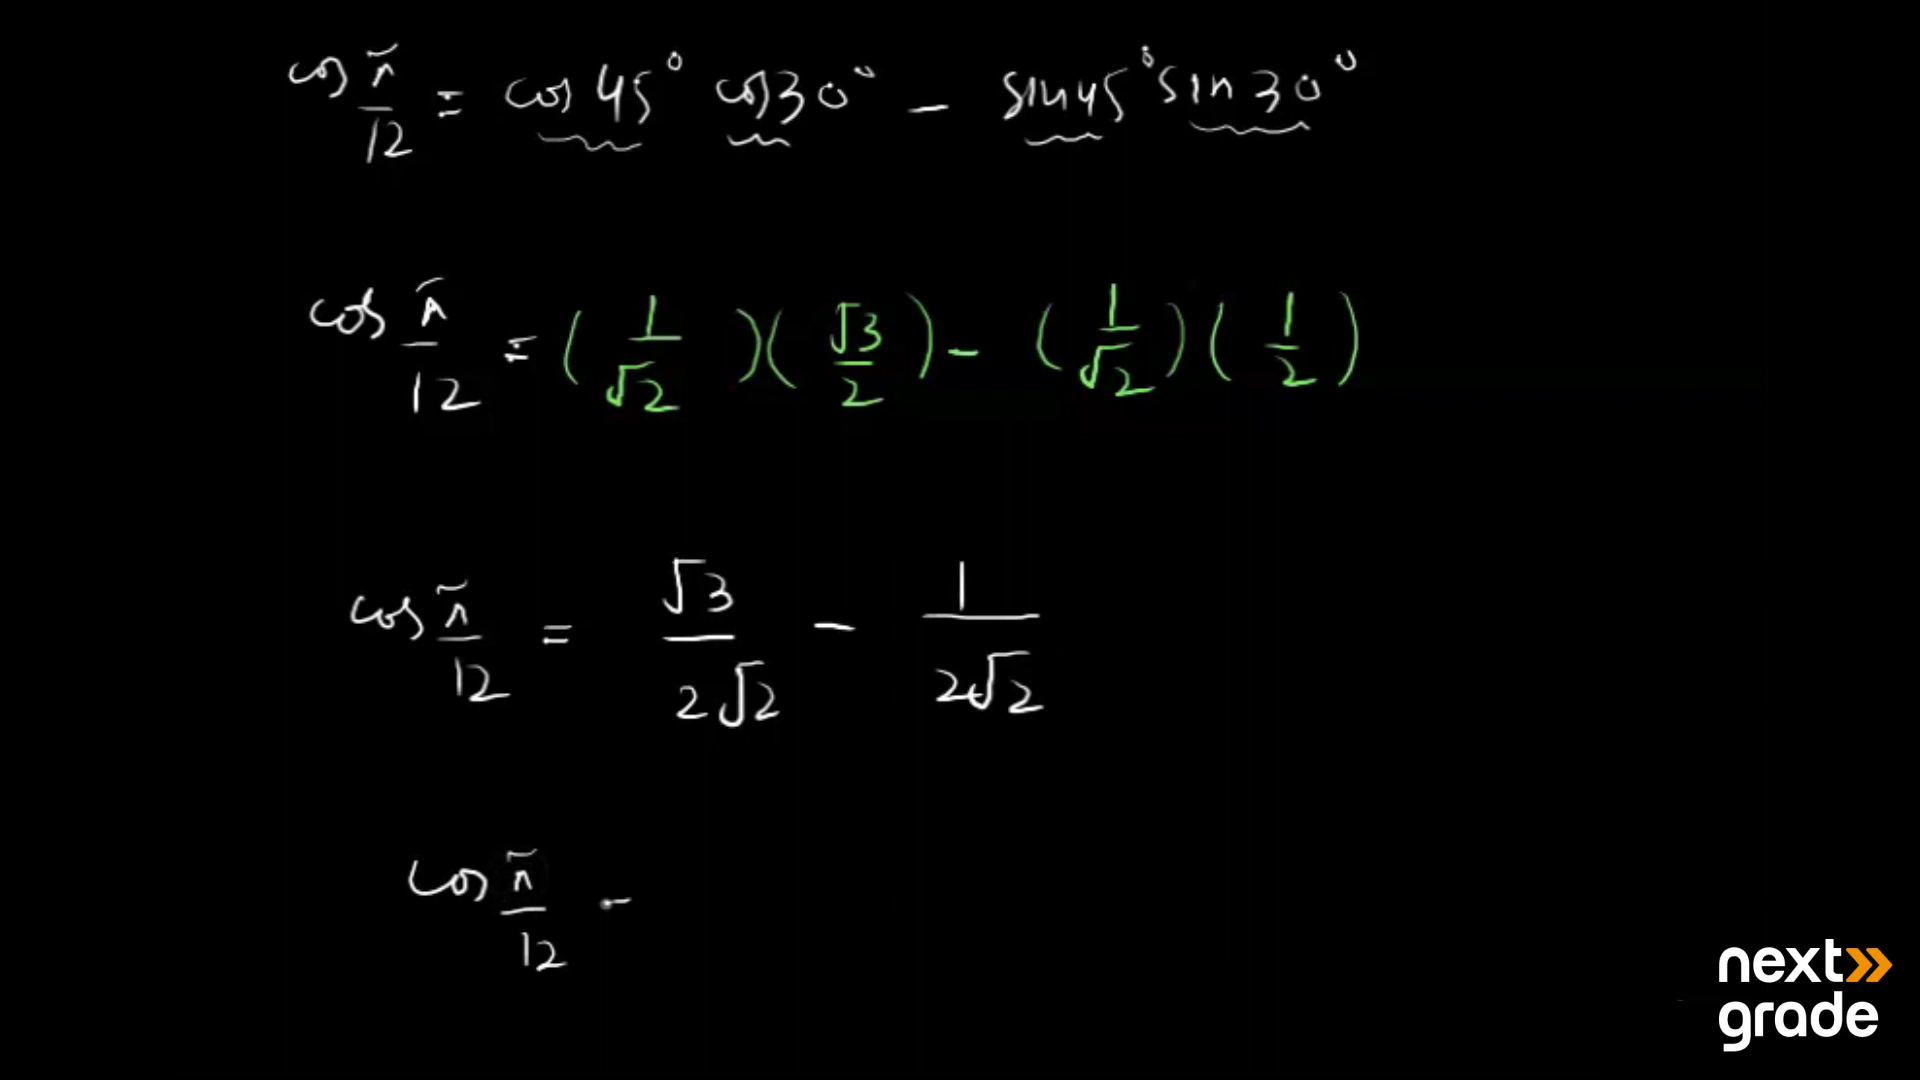 cos π/12 = cos 45° cos 30° - sin 45° sin 30°
cos π/12 = (1/√2)(√3/2) - (1/√2)(1/2)
cos π/12 = √3/2√2 - 1/2√2
cos π/12 -
next
grade